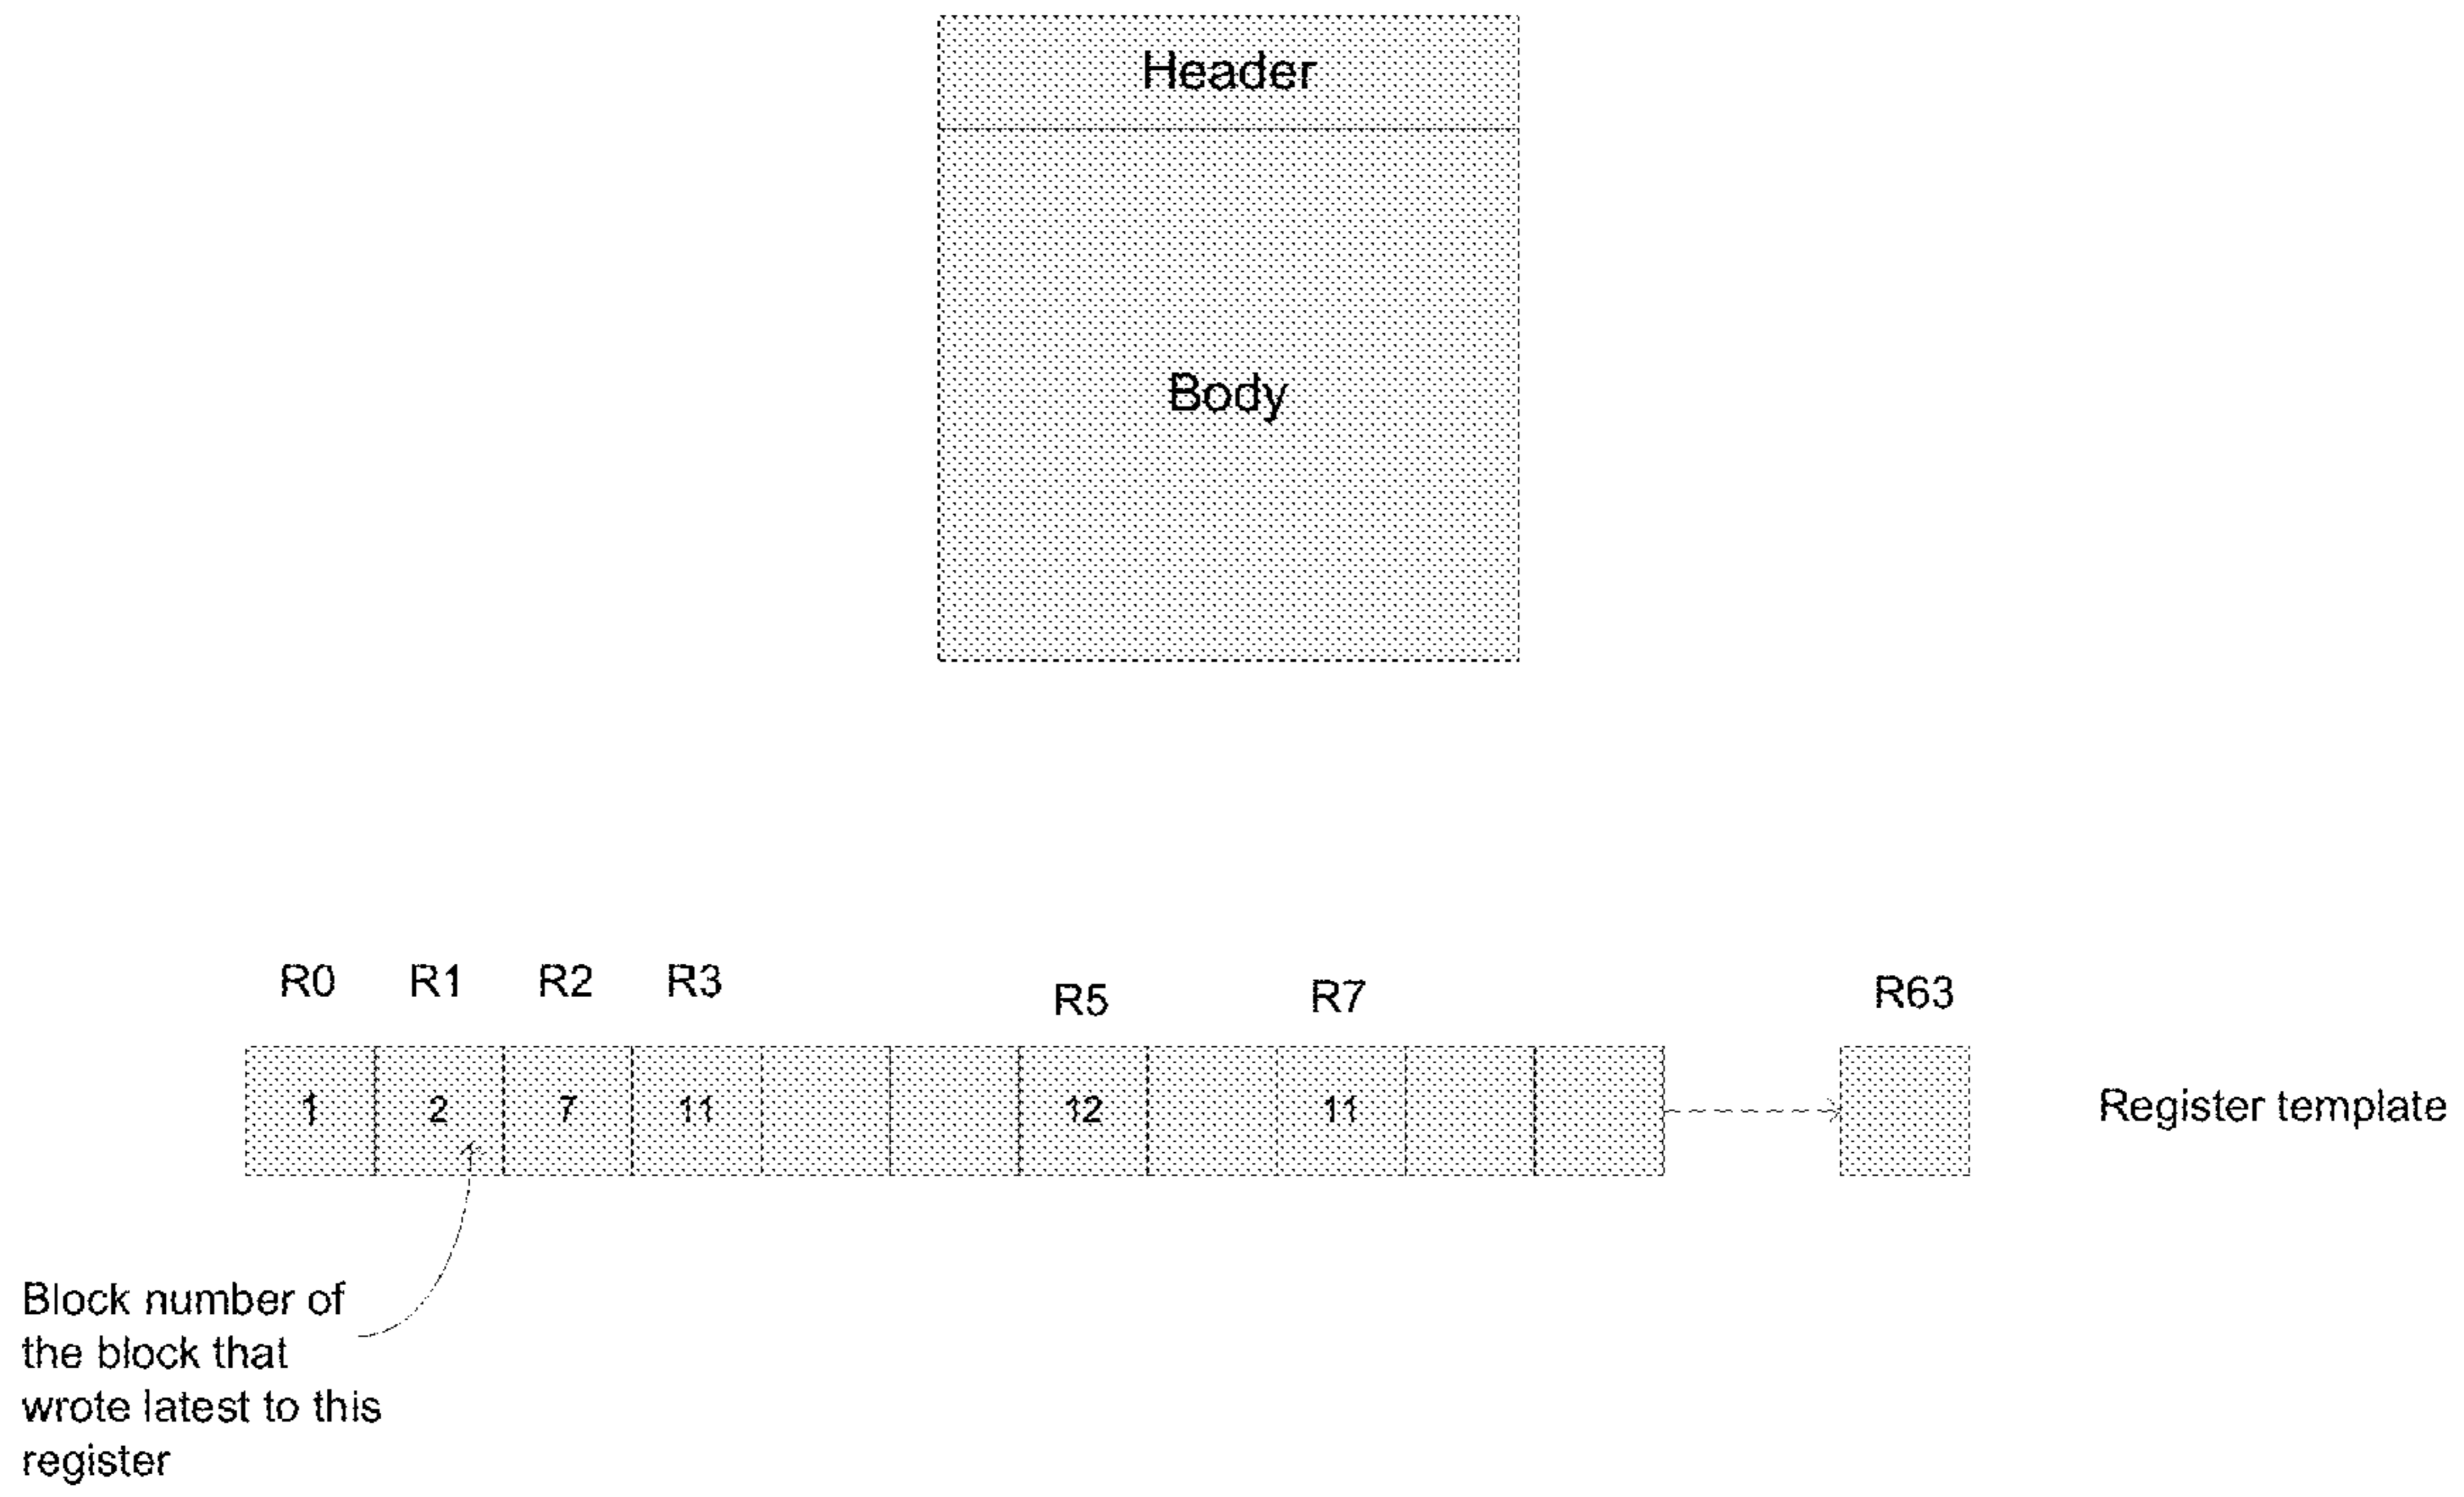 Header
Body
R0 R1 R2 R3 R5 R7 R63
1 2 7 11 12 11
Register template
Block number of
the block that
wrote latest to this
register